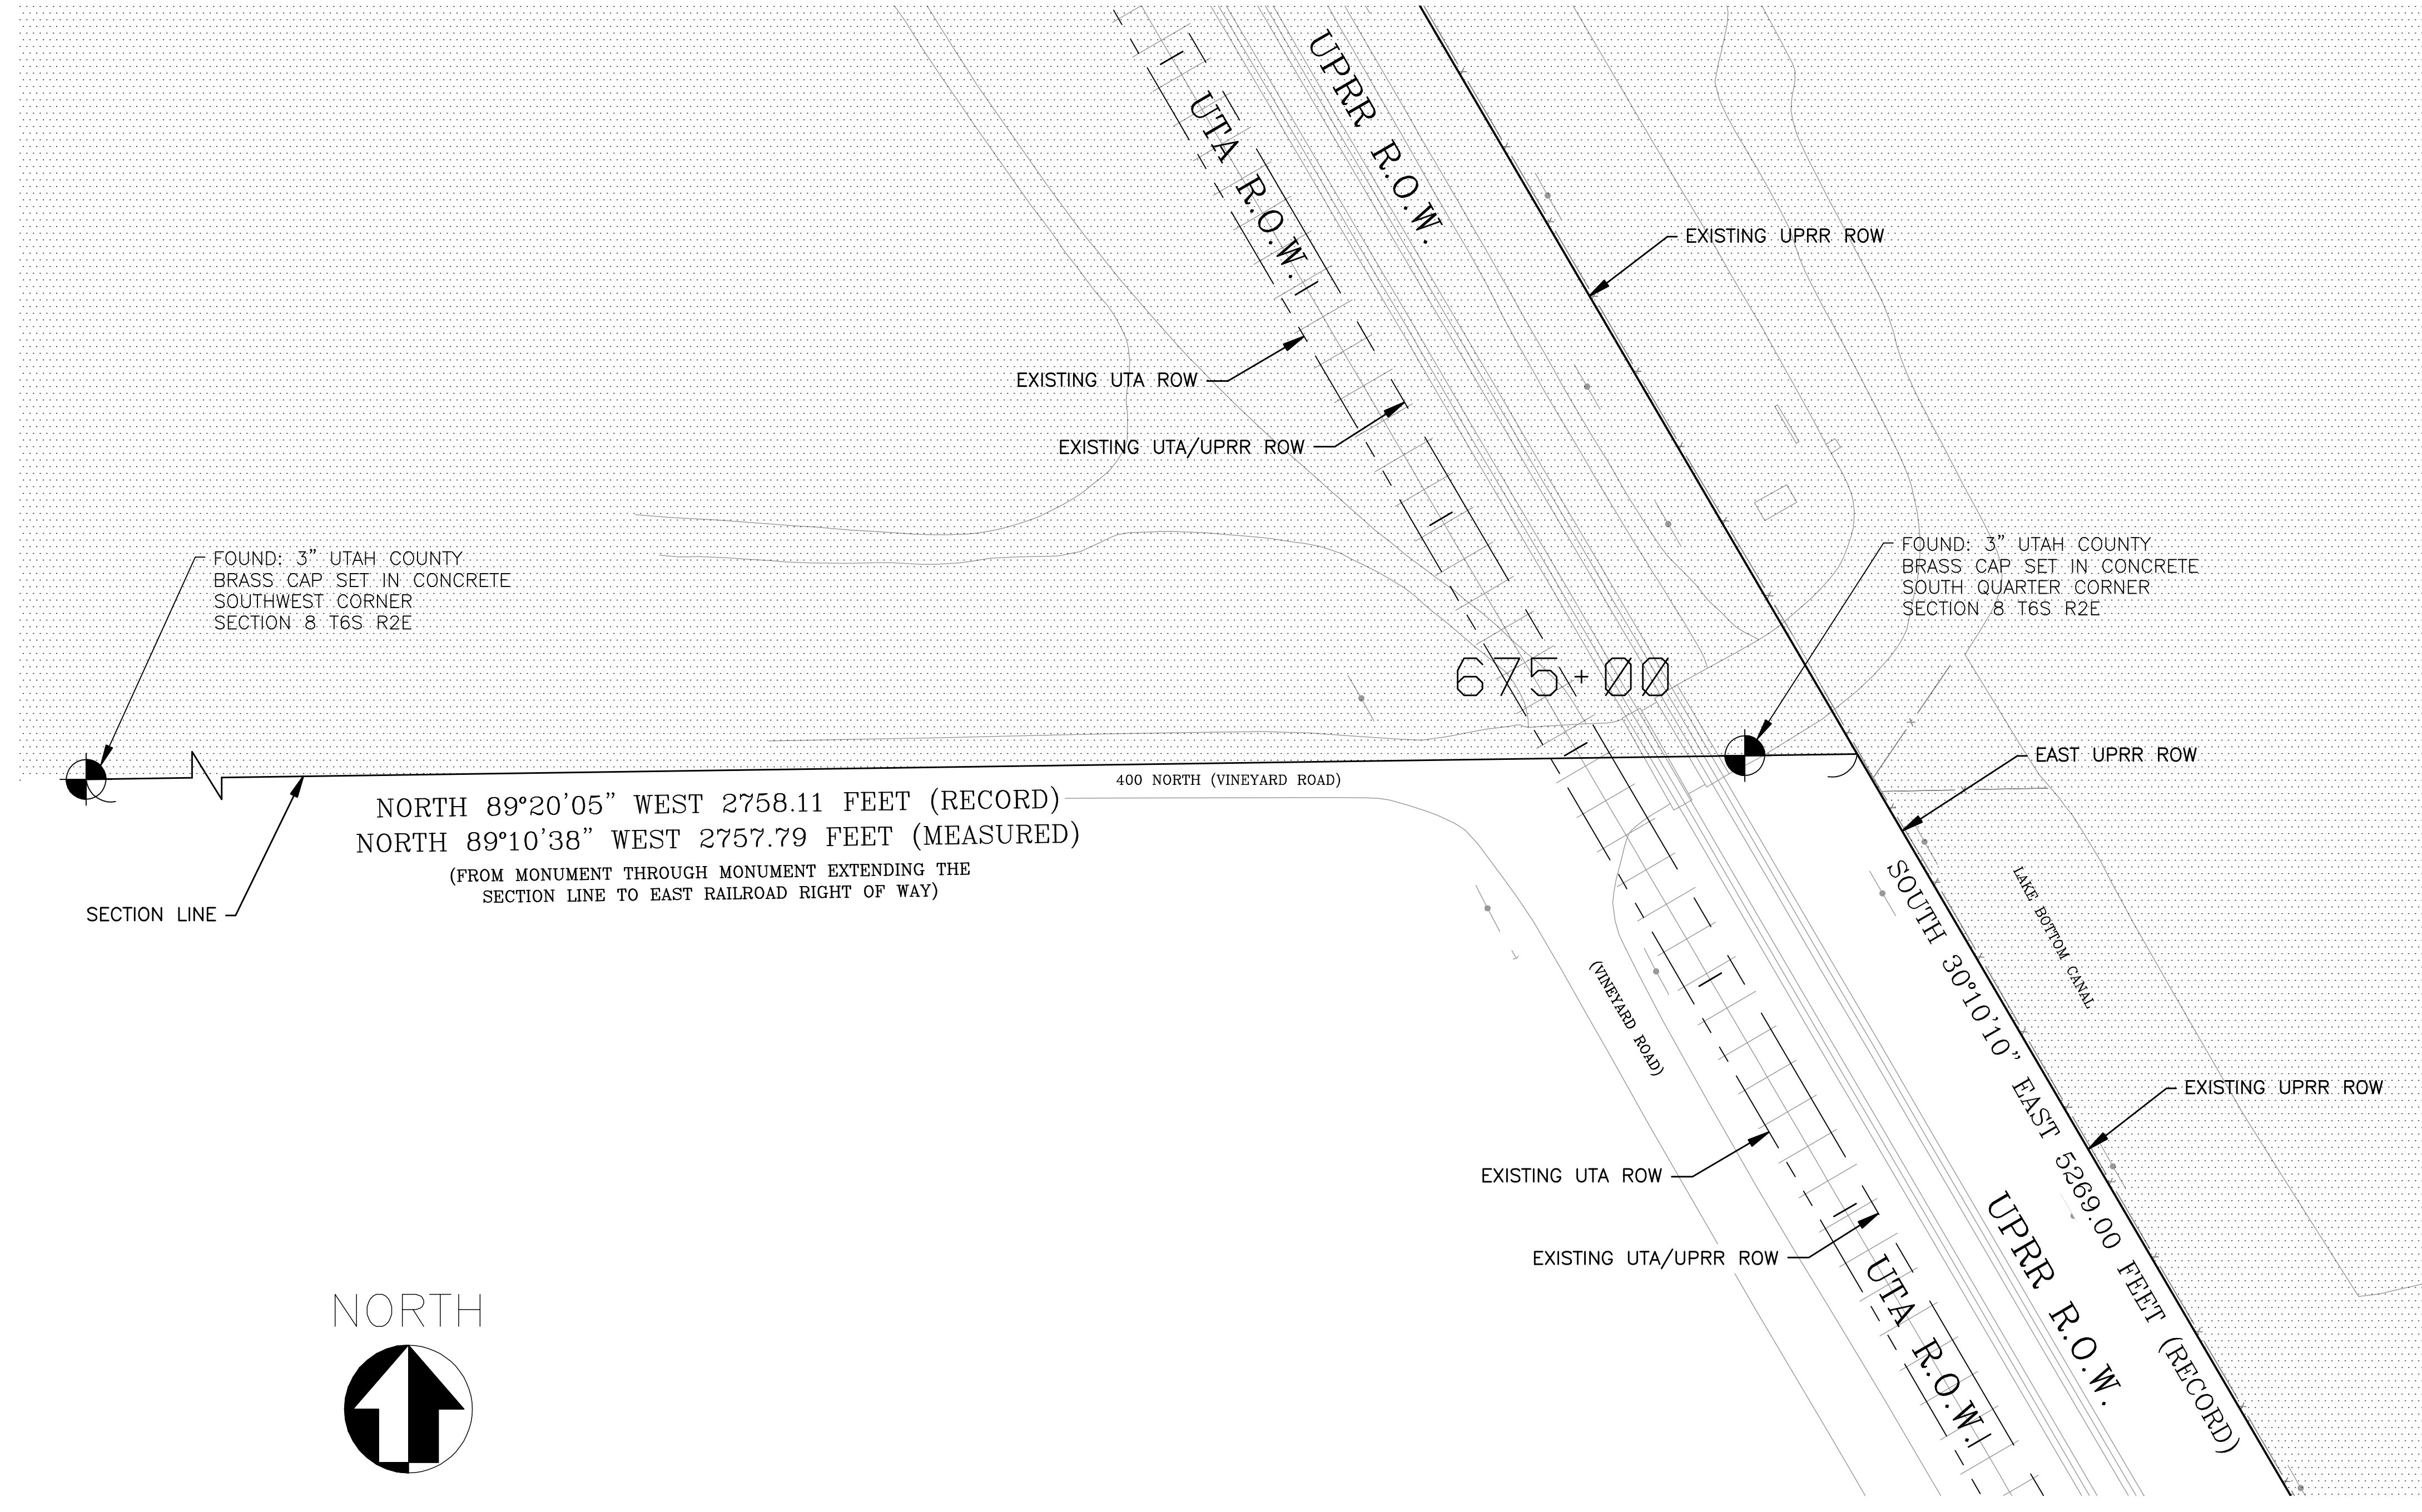 UPRR R.O.W.
UTA R.O.W.
EXISTING UPRR ROW
EXISTING UTA ROW
EXISTING UTA/UPRR ROW
FOUND: 3" UTAH COUNTY
BRASS CAP SET IN CONCRETE
SOUTHWEST CORNER
SECTION 8 T6S R2E
FOUND: 3" UTAH COUNTY
BRASS CAP SET IN CONCRETE
SOUTH QUARTER CORNER
SECTION 8 T6S R2E
675+00
EAST UPRR ROW
400 NORTH (VINEYARD ROAD)
NORTH 89°20'05" WEST 2758.11 FEET (RECORD)
NORTH 89°10'38" WEST 2757.79 FEET (MEASURED)
(FROM MONUMENT THROUGH MONUMENT EXTENDING THE
SECTION LINE TO EAST RAILROAD RIGHT OF WAY)
SECTION LINE
LAKE BOTTOM CANAL
SOUTH 30°10'10" EAST 5269.00 FEET (RECORD)
(VINEYARD ROAD)
EXISTING UPRR ROW
EXISTING UTA ROW
EXISTING UTA/UPRR ROW
UPRR R.O.W.
UTA R.O.W.
NORTH